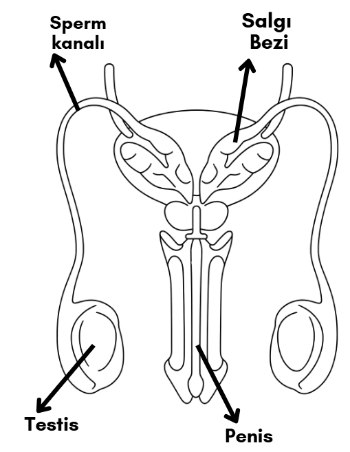 Sperm
kanalı
Salgı
Bezi
Testis
Penis